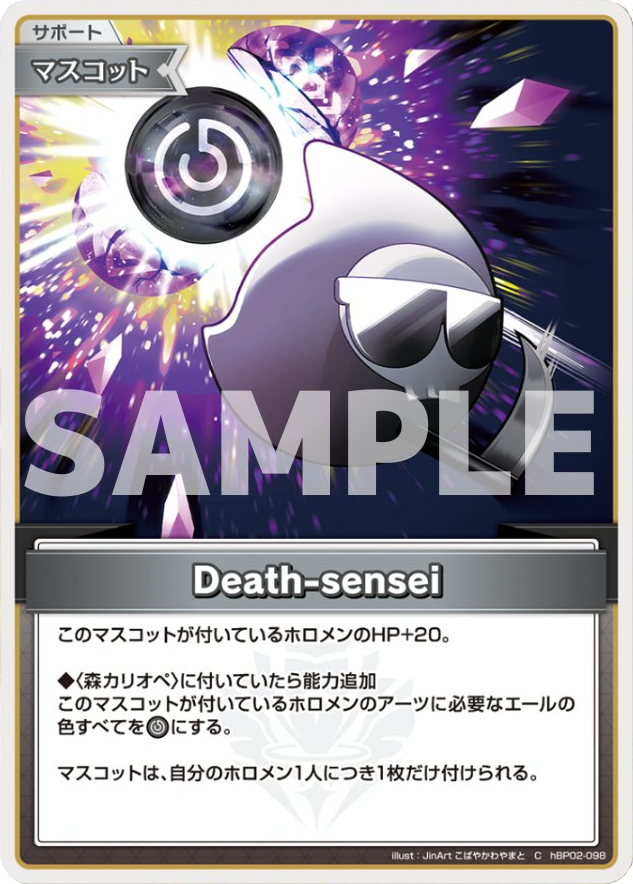 サポート
マスコット
SAMPLE
Death-sensei
このマスコットが付いているホロメンのHP+20。
◆〈森カリオペ〉に付いていたら能力追加
このマスコットが付いているホロメンのアーツに必要なエールの
色すべてをにする。
マスコットは、自分のホロメン1人につき1枚だけ付けられる。
illust：JinArt こばやかわやまと C hBP02-098